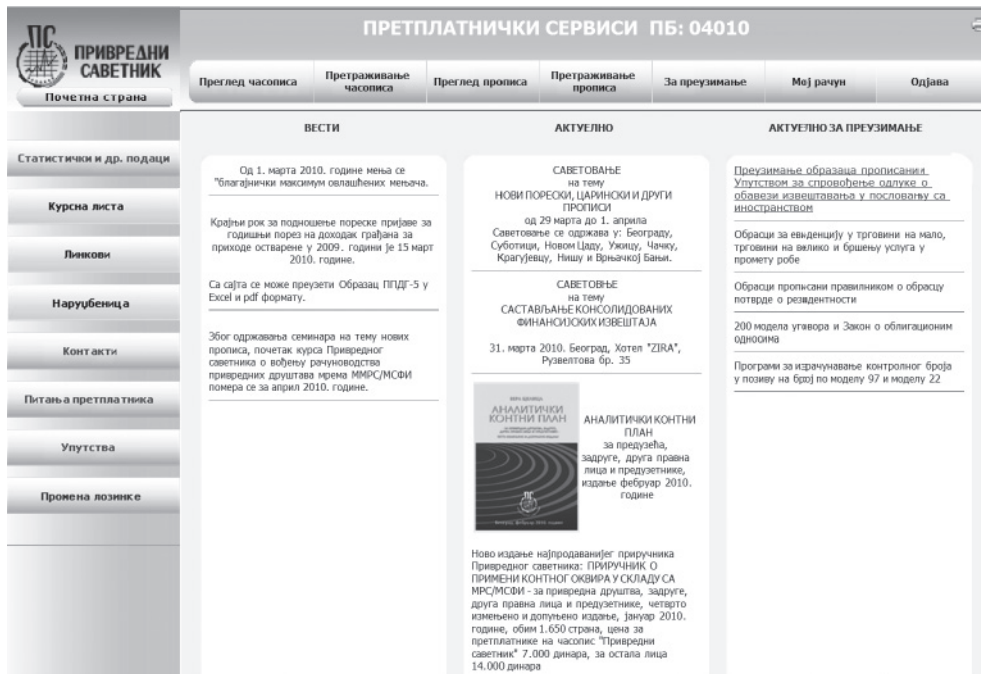 ПРИВРЕДНИ
САВЕТНИК
Почетна страна
ПРЕТПЛАТНИЧКИ СЕРВИСИ ПБ: 04010
Преглед часописа
Претраживање
часописа
Преглед прописа
Претраживање
прописа
За преузимање
Мој рачун
Одјава
Статистички и др. подаци
Курсна листа
Линкови
Наруџбеница
Контакти
Питања претплатника
Упутства
Промена лозинке
ВЕСТИ
Од 1. марта 2010. године мења се
"благајнички максимум овлашћених мењача.
Крајњи рок за подношење пореске пријаве за
годишњи порез на доходак грађана за
приходе остварене у 2009. години је 15 март
2010. године.
Са сајта се може преузети Образац ППДГ-5 у
Excel и pdf формату.
Због одржавања семинара на тему нових
прописа, почетак курса Привредног
саветника о вођењу рачуноводства
привредних друштава мрема ММРС/МСФИ
помера се за април 2010. године.
АКТУЕЛНО
САВЕТОВАЊЕ
на тему
НОВИ ПОРЕСКИ, ЦАРИНСКИ И ДРУГИ
ПРОПИСИ
од 29 марта до 1. априла
Саветовање се одржава у: Београду,
Суботици, Новом Цаду, Ужицу, Чачку,
Крагујевцу, Нишу и Врњачкој Бањи.
САВЕТОВЊЕ
на тему
САСТАВЉАЊЕ КОНСОЛИДОВАНИХ
ФИНАНСИЈСКИХ ИЗВЕШТАЈА
31. марта 2010. Београд, Хотел "ZIRA",
Рузвелтова бр. 35
АНАЛИТИЧКИ
КОНТНИ ПЛАН
АНАЛИТИЧКИ КОНТНИ
ПЛАН
за предузећа,
задруге, друга правна
лица и предузетнике,
издање фебруар 2010.
године
Ново издање најпродаванијег приручника
Привредног саветника: ПРИРУЧНИК О
ПРИМЕНИ КОНТНОГ ОКВИРА У СКЛАДУ СА
МРС/МСФИ - за привредна друштва, задруге,
друга правна лица и предузетнике, четврто
измењено и допуњено издање, јануар 2010.
године, обим 1.650 страна, цена за
претплатнике на часопис "Привредни
саветник" 7.000 динара, за остала лица
14.000 динара
АКТУЕЛНО ЗА ПРЕУЗИМАЊЕ
Преузимање образаца прописаних
Упутством за спровођење одлуке о
обавези извештавања у пословању са
иностранством
Обрасци за евиденцију у трговини на мало,
трговини на велико и бршењу услуга у
промету робе
Обрасци прописани правилником о обрасцу
потврде о резидентности
200 модела уговора и Закон о облигационим
односима
Програми за израчунавање контролног броја
у позиву на број по моделу 97 и моделу 22